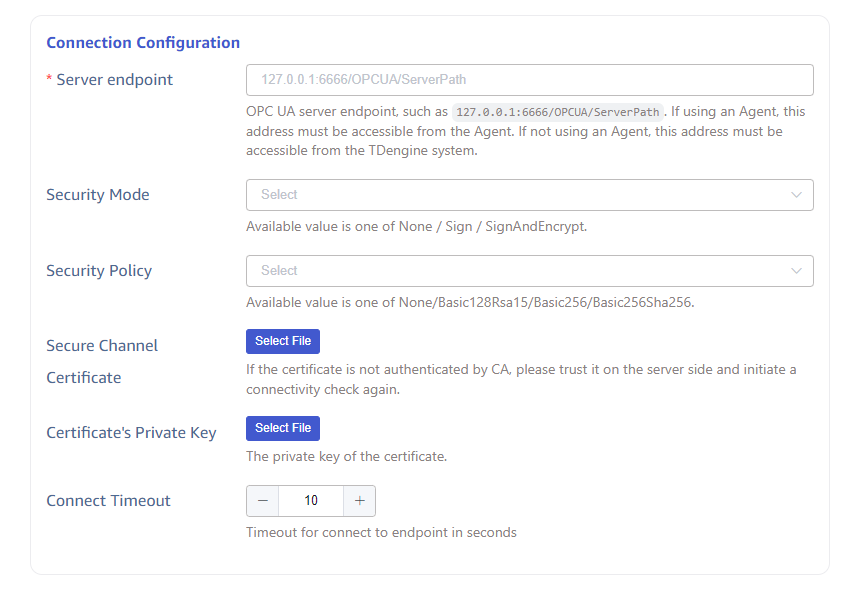 Connection Configuration
* Server endpoint
127.0.0.1:6666/OPCUA/ServerPath
OPC UA server endpoint, such as 127.0.0.1:6666/OPCUA/ServerPath. If using an Agent, this
address must be accessible from the Agent. If not using an Agent, this address must be
accessible from the TDengine system.
Security Mode
Select
Available value is one of None / Sign / SignAndEncrypt.
Security Policy
Select
Available value is one of None/Basic128Rsa15/Basic256/Basic256Sha256.
Secure Channel
Certificate
Select File
If the certificate is not authenticated by CA, please trust it on the server side and initiate a
connectivity check again.
Certificate's Private Key
Select File
The private key of the certificate.
Connect Timeout
— 10 +
Timeout for connect to endpoint in seconds